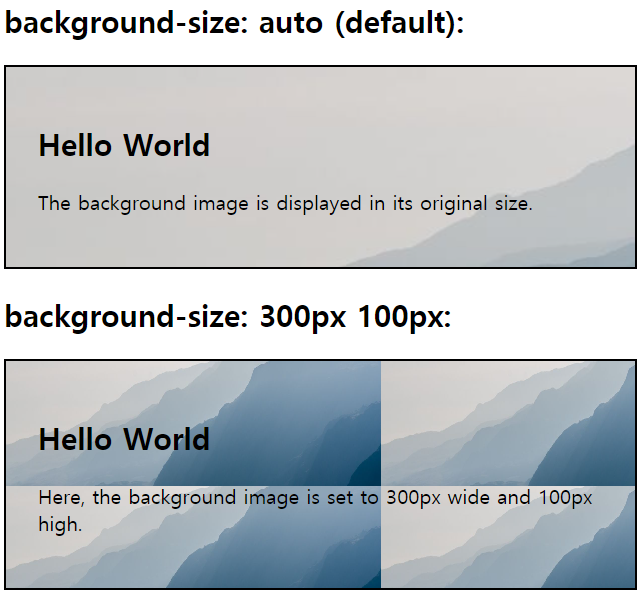 background-size: auto (default):
Hello World
The background image is displayed in its original size.
background-size: 300px 100px:
Hello World
Here, the background image is set to 300px wide and 100px
high.